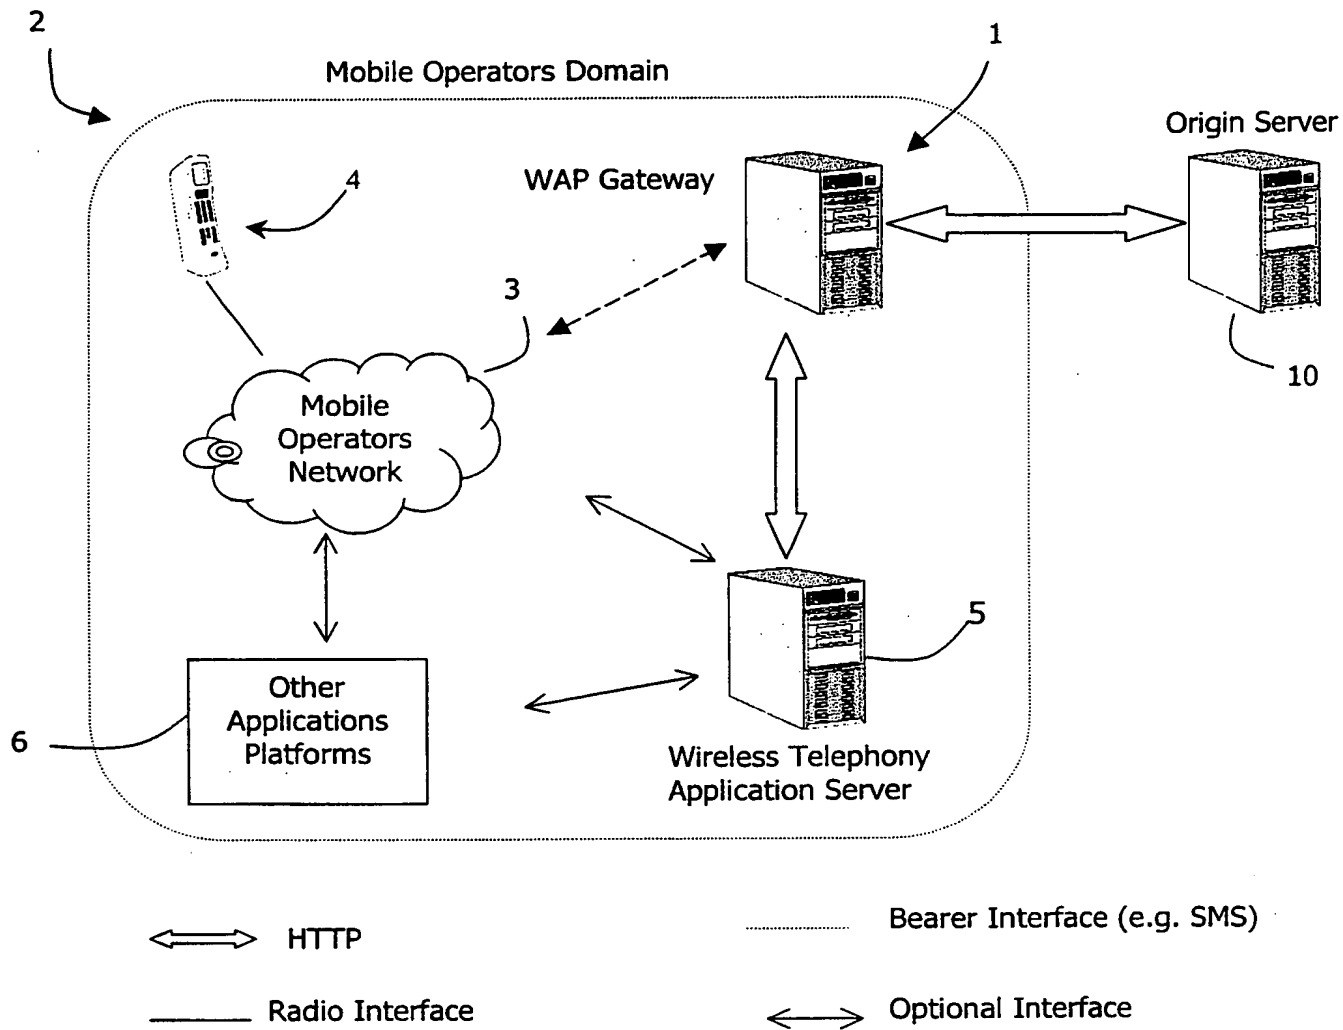 2
1
Mobile Operators Domain
Origin Server
WAP Gateway
4
3
10
Mobile
Operators
Network
5
Other
Applications
Platforms
6
Wireless Telephony
Application Server
Bearer Interface (e.g. SMS)
HTTP
Radio Interface
Optional Interface